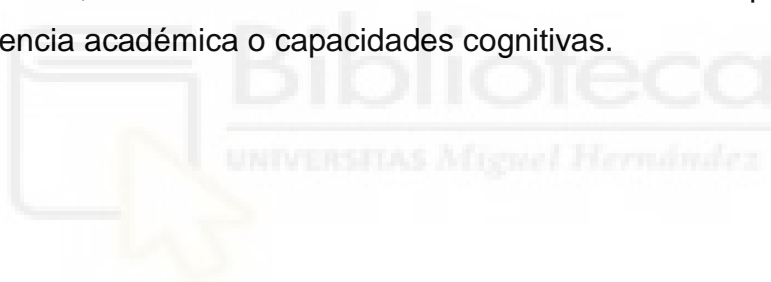 encia académica o capacidades cognitivas.
Biblioteca
UNIVERSITAS Miguel Hernández